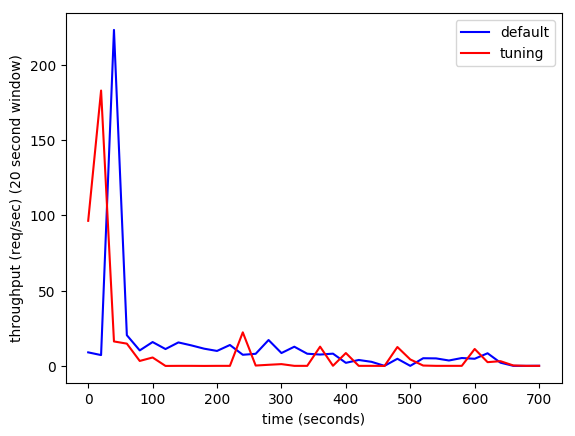 default
tuning
throughput (req/sec) (20 second window)
200
150
100
50
0
0 100 200 300 400 500 600 700
time (seconds)